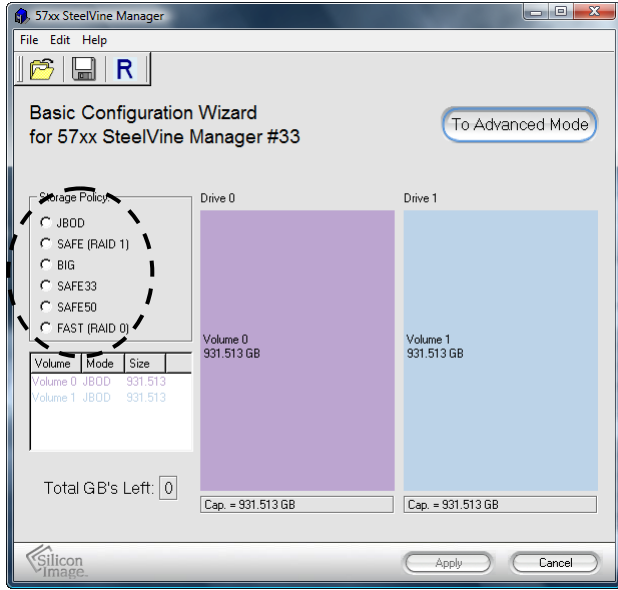 57xx SteelVine Manager
File Edit Help
R
Basic Configuration Wizard
for 57xx SteelVine Manager #33
To Advanced Mode
Storage Policy:
JBOD
SAFE (RAID 1)
BIG
SAFE33
SAFE50
FAST (RAID 0)
Volume Mode Size
Volume 0 JBOD 931.513
Volume 1 JBOD 931.513
Total GB's Left: 0
Drive 0
Volume 0
931.513 GB
Cap. = 931.513 GB
Drive 1
Volume 1
931.513 GB
Cap. = 931.513 GB
Silicon
Image.
Apply
Cancel